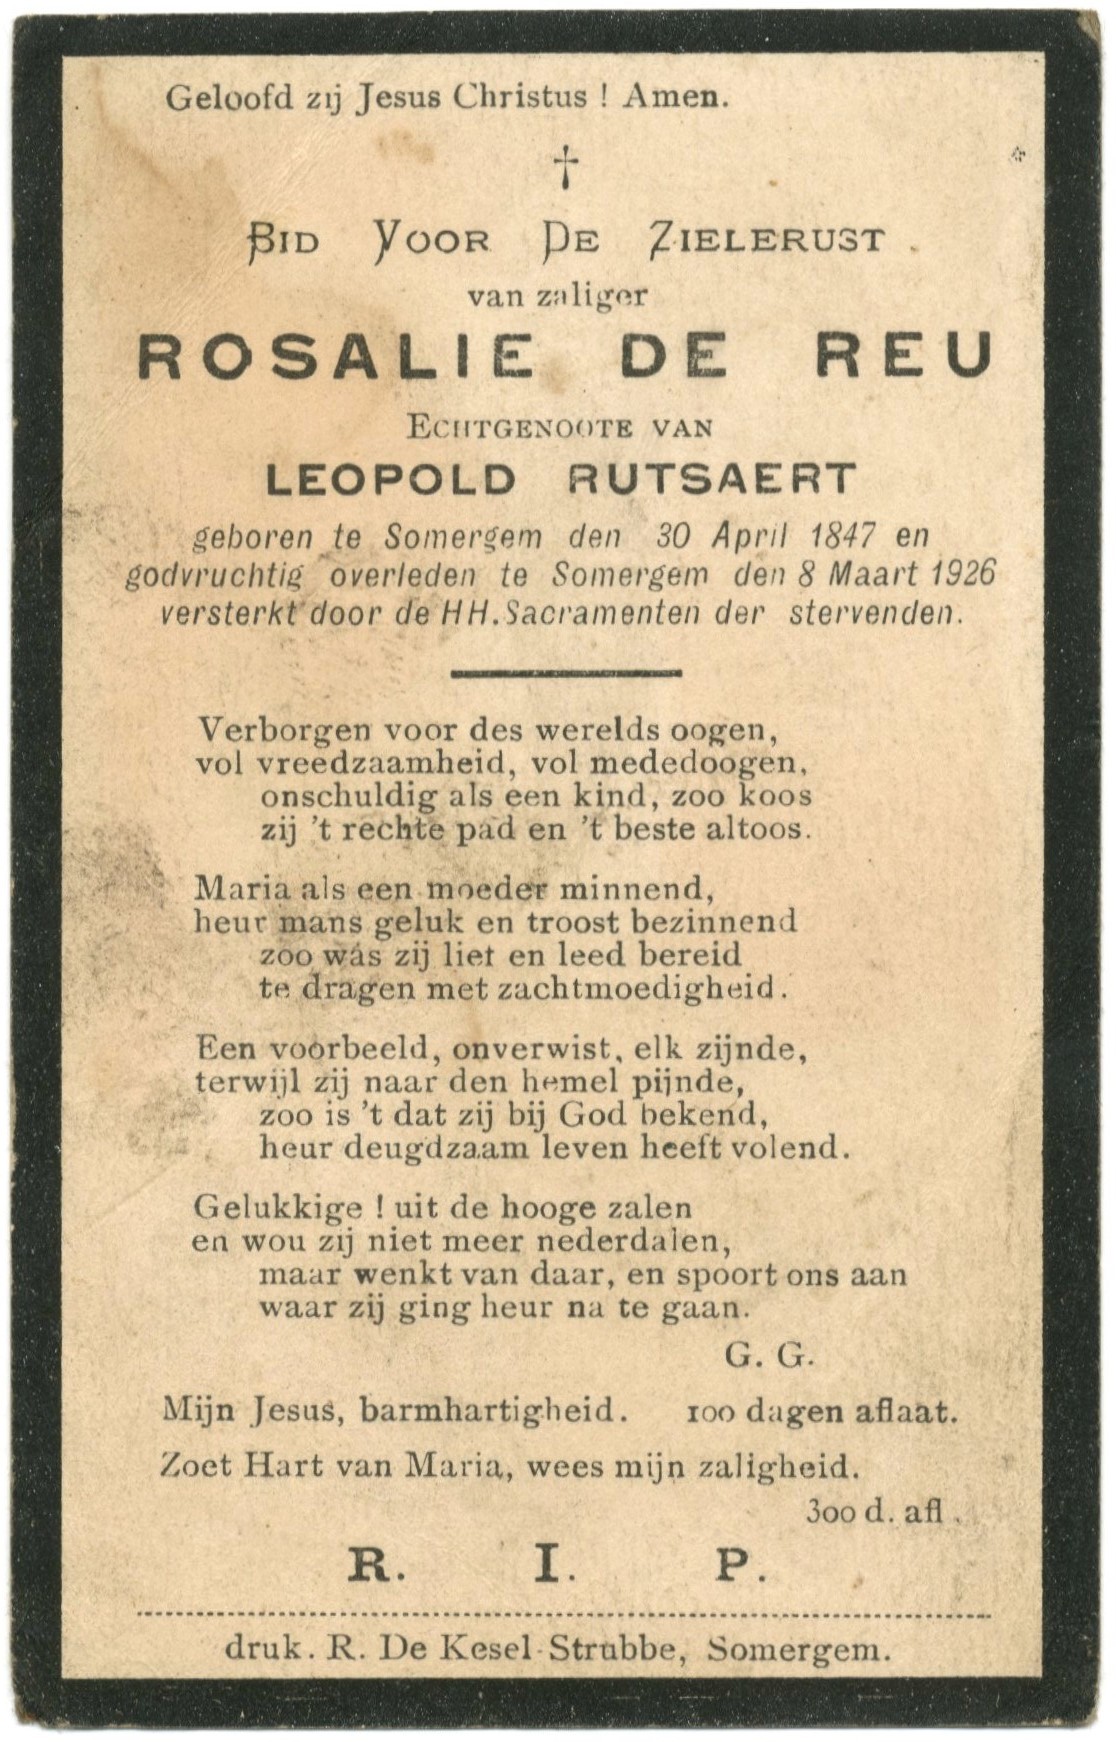 Geloofd zij Jesus Christus ! Amen.
†
Bid Voor De Zielerust
van zaliger
ROSALIE DE REU
Echtgenoote van
LEOPOLD RUTSAERT
geboren te Somergem den 30 April 1847 en
godvruchtig overleden te Somergem den 8 Maart 1926
versterkt door de HH. Sacramenten der stervenden.
Verborgen voor des werelds oogen,
vol vreedzaamheid, vol mededoogen,
onschuldig als een kind, zoo koos
zij 't rechte pad en 't beste altoos.
Maria als een moeder minnend,
heur mans geluk en troost bezinnend
zoo was zij lief en leed bereid
te dragen met zachtmoedigheid.
Een voorbeeld, onverwist, elk zijnde,
terwijl zij naar den hemel pijnde,
zoo is 't dat zij bij God bekend,
heur deugdzaam leven heeft volend.
Gelukkige ! uit de hooge zalen
en wou zij niet meer nederdalen,
maar wenkt van daar, en spoort ons aan
waar zij ging heur na te gaan.
G. G.
Mijn Jesus, barmhartigheid. 100 dagen aflaat.
Zoet Hart van Maria, wees mijn zaligheid.
300 d. afl.
R. I. P.
druk. R. De Kesel-Strubbe, Somergem.